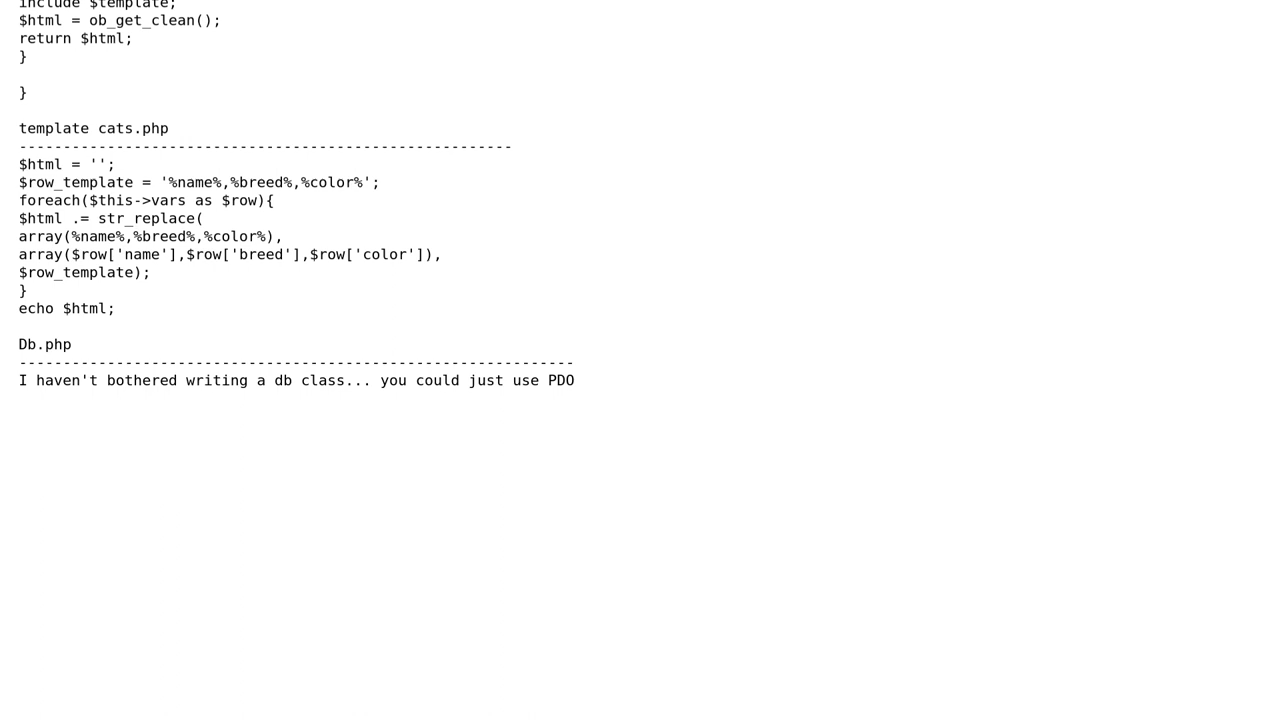 include $template;
$html = ob_get_clean();
return $html;
}
}
template cats.php
--------------------------------------------------------
$html = '';
$row_template = '%name%,%breed%,%color%';
foreach($this->vars as $row){
$html .= str_replace(
array(%name%,%breed%,%color%),
array($row['name'],$row['breed'],$row['color']),
$row_template);
}
echo $html;
Db.php
---------------------------------------------------------------
I haven't bothered writing a db class... you could just use PDO